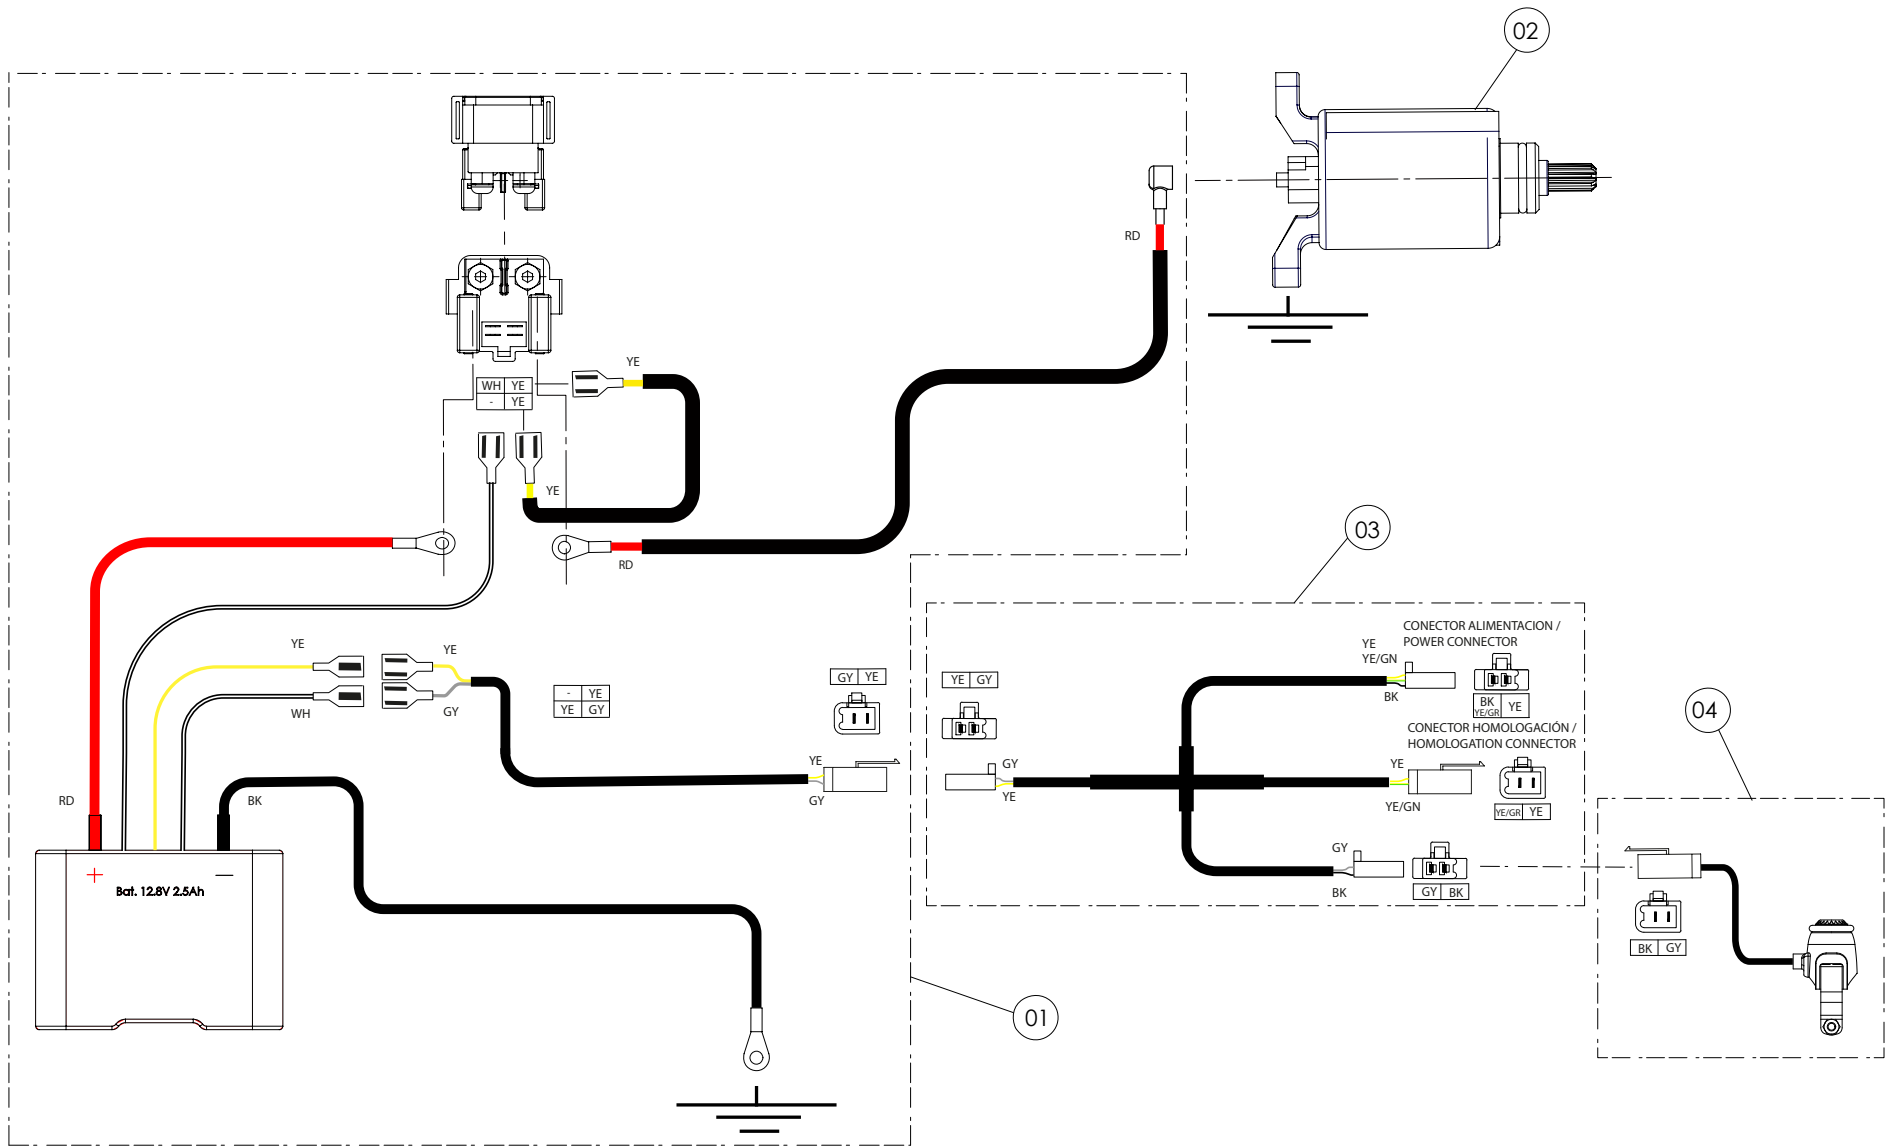 02
RD
YE
WH YE
- YE
YE
RD
03
YE
WH
YE
GY
- YE
YE GY
GY YE
YE
GY
YE GY
GY
YE
CONECTOR ALIMENTACION /
POWER CONNECTOR
YE
YE/GN
BK
BK YE
YE/GR
CONECTOR HOMOLOGACIÓN /
HOMOLOGATION CONNECTOR
YE
YE/GN
YE/GR YE
GY
BK
GY BK
04
BK GY
RD
BK
+
−
Bat. 12.8V 2.5Ah
01